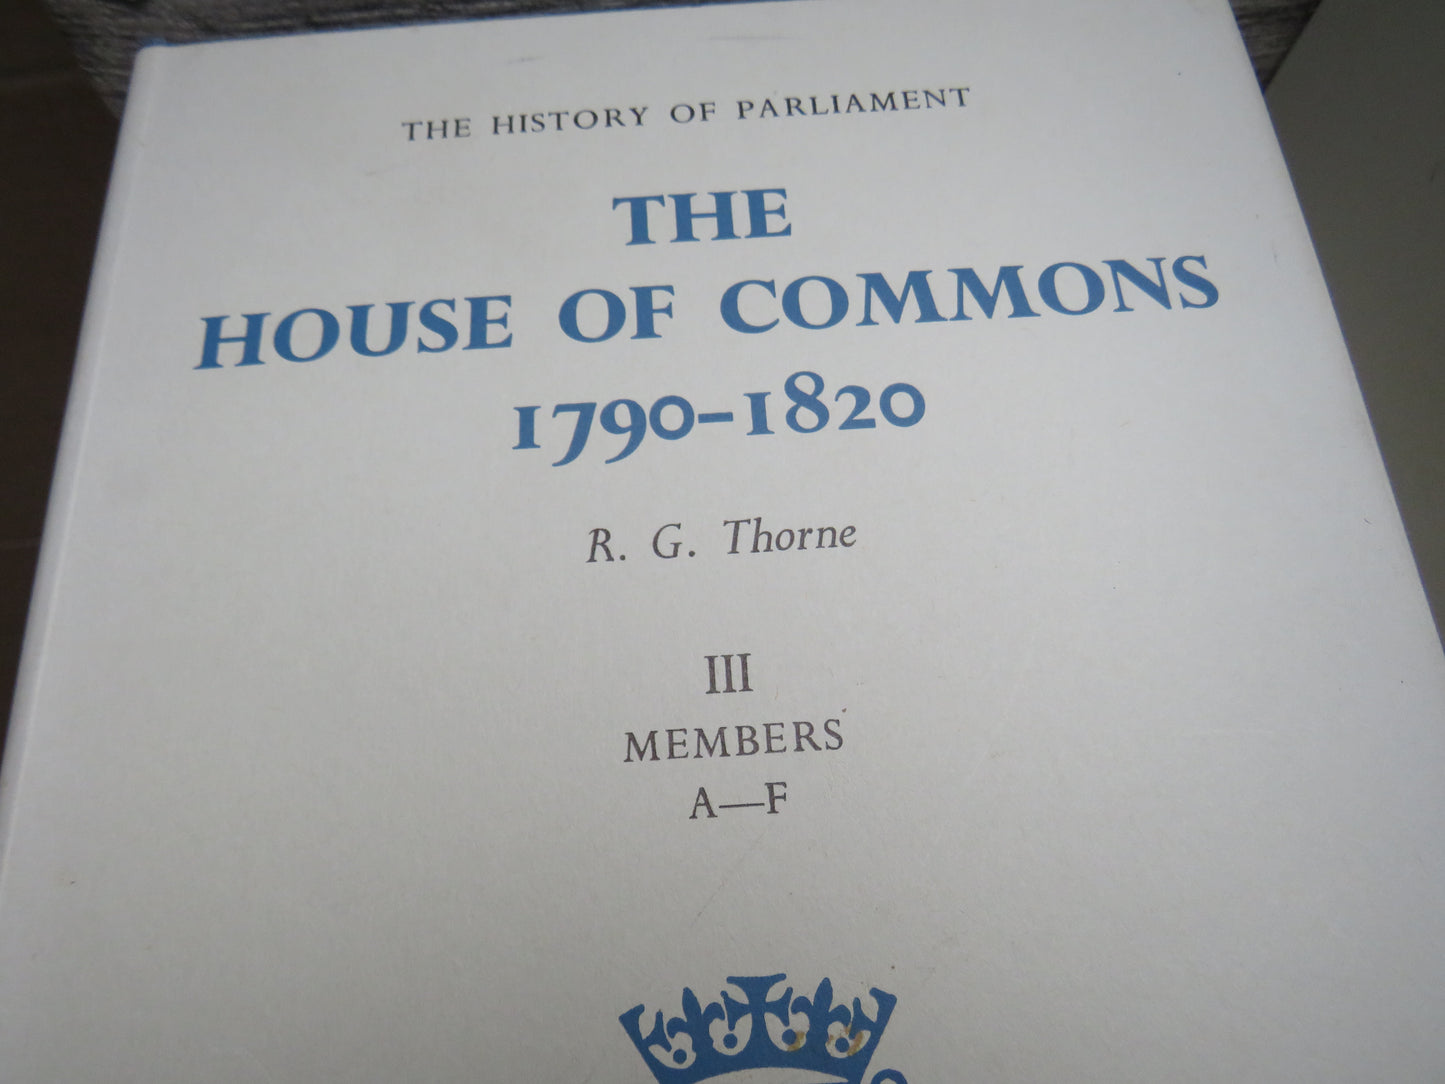 THE HISTORY OF PARLIAMENT
THE
HOUSE OF COMMONS
1790–1820
R. G. Thorne
III
MEMBERS
A—F